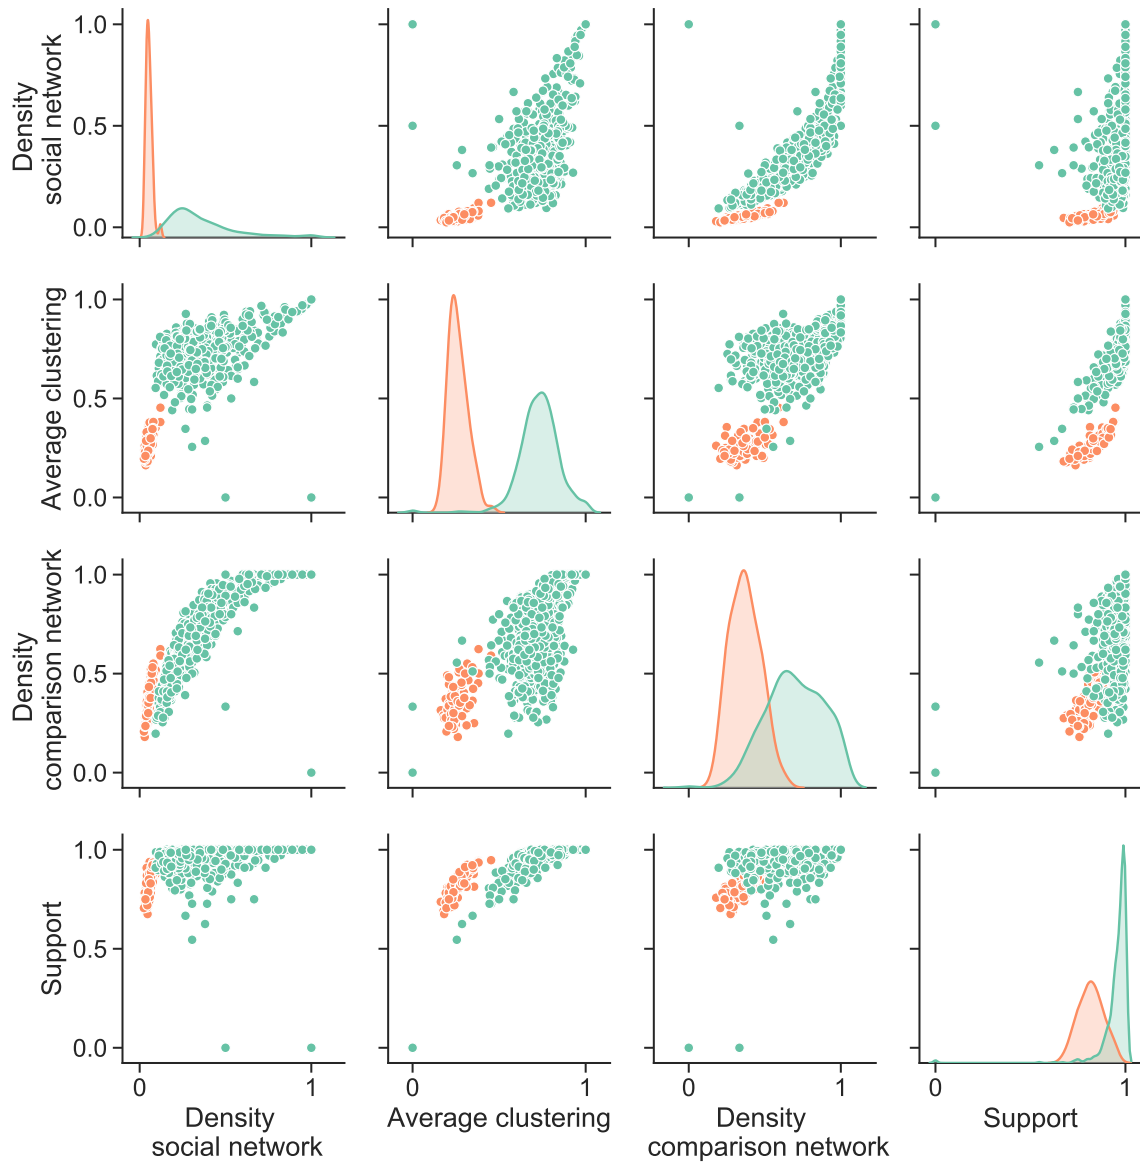 Density
social network
1.0
0.5
0.0
Average clustering
1.0
0.5
0.0
Density
comparison network
1.0
0.5
0.0
Support
1.0
0.5
0.0
0 1
0 1
0 1
0 1
Density
social network
Average clustering
Density
comparison network
Support